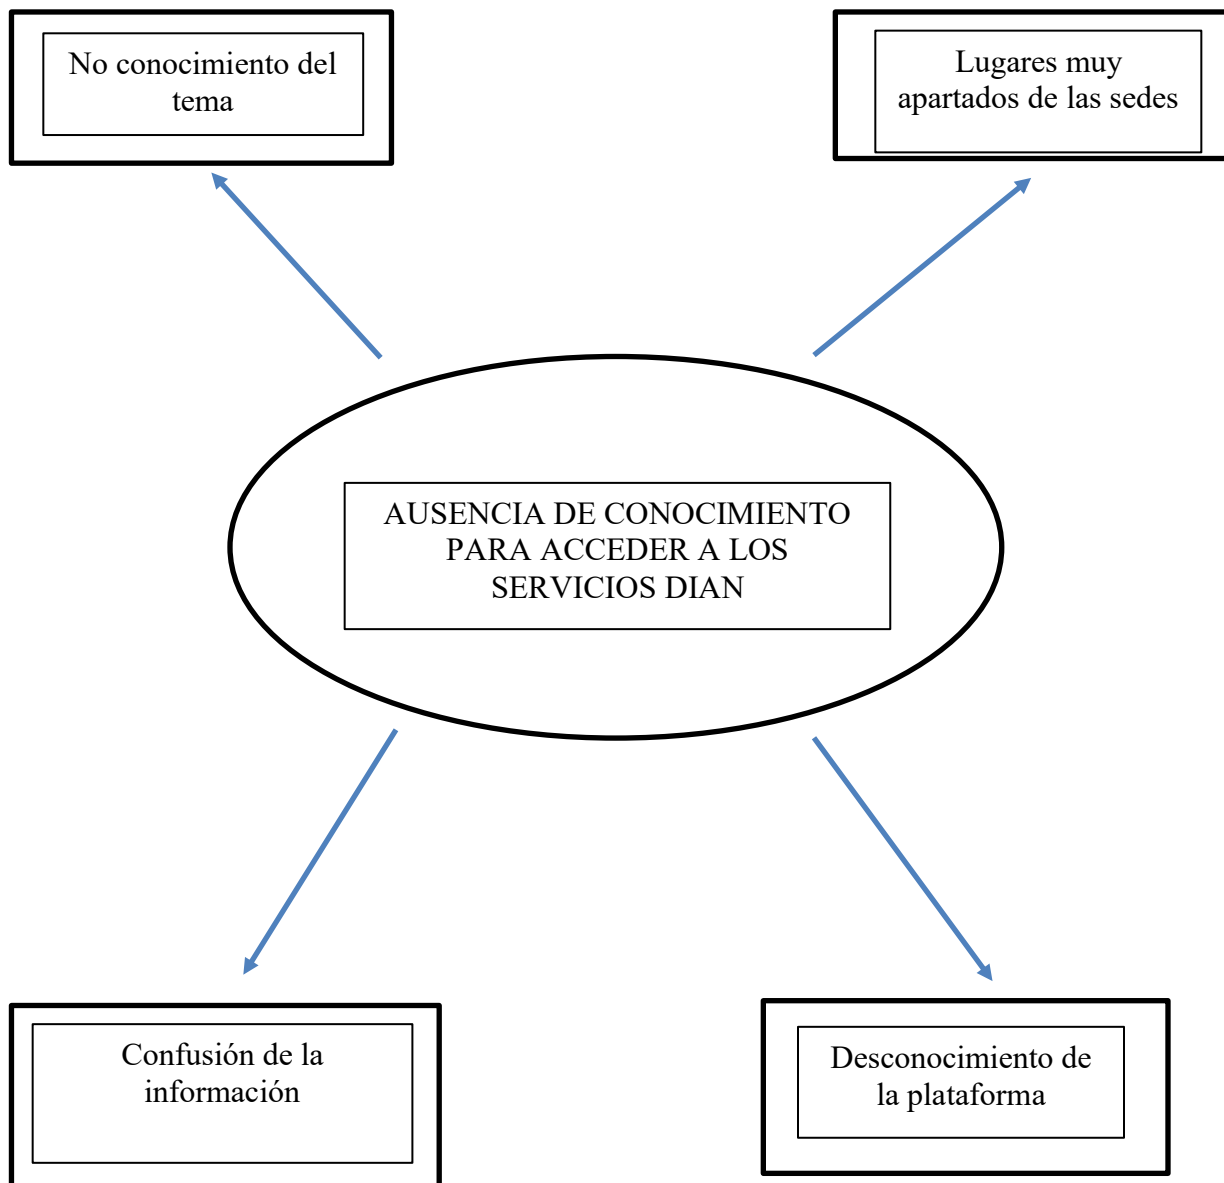 No conocimiento del
tema
Lugares muy
apartados de las sedes
AUSENCIA DE CONOCIMIENTO
PARA ACCEDER A LOS
SERVICIOS DIAN
Confusión de la
información
Desconocimiento de
la plataforma